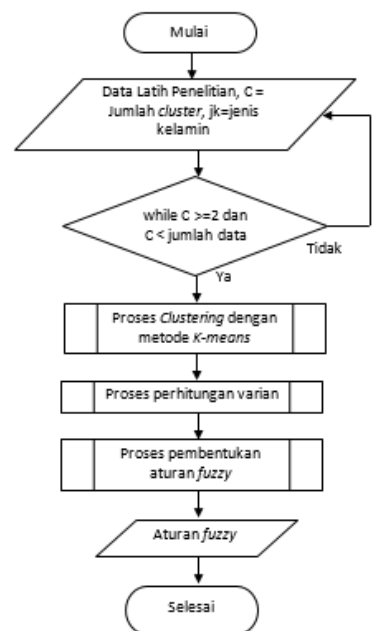 Mulai
Data Latih Penelitian, C =
Jumlah cluster, jk=jenis
kelamin
while C >=2 dan
C < jumlah data
Tidak
Ya
Proses Clustering dengan
metode K-means
Proses perhitungan varian
Proses pembentukan
aturan fuzzy
Aturan fuzzy
Selesai